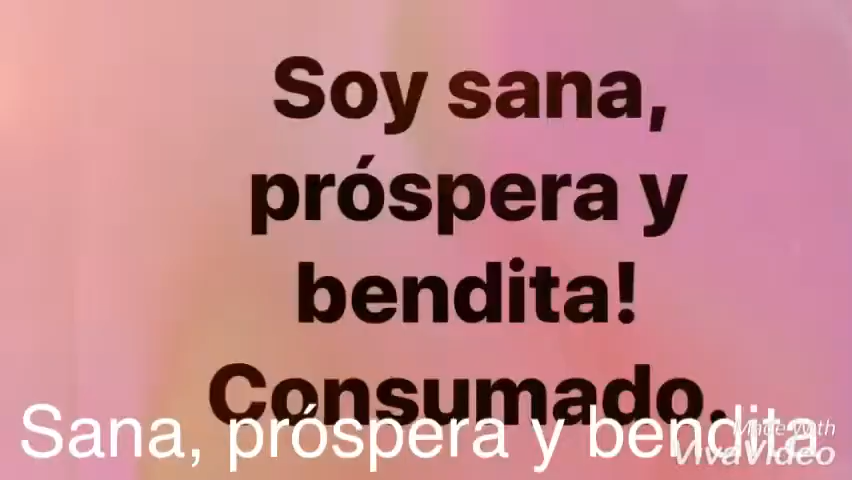 Soy sana,
próspera y
bendita!
Consumado.
Sana, próspera y bendita
Made with
VivaVideo